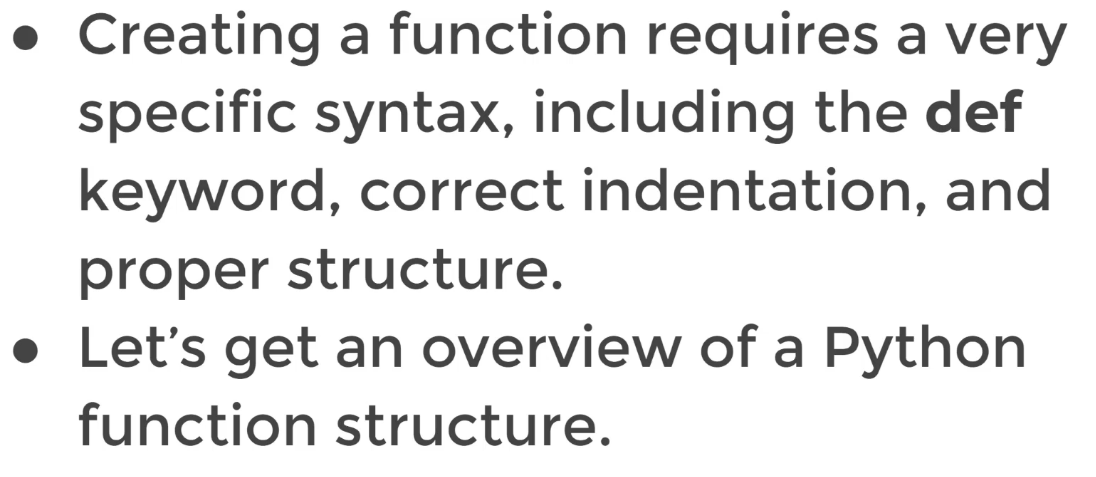 ● Creating a function requires a very
specific syntax, including the def
keyword, correct indentation, and
proper structure.
● Let’s get an overview of a Python
function structure.